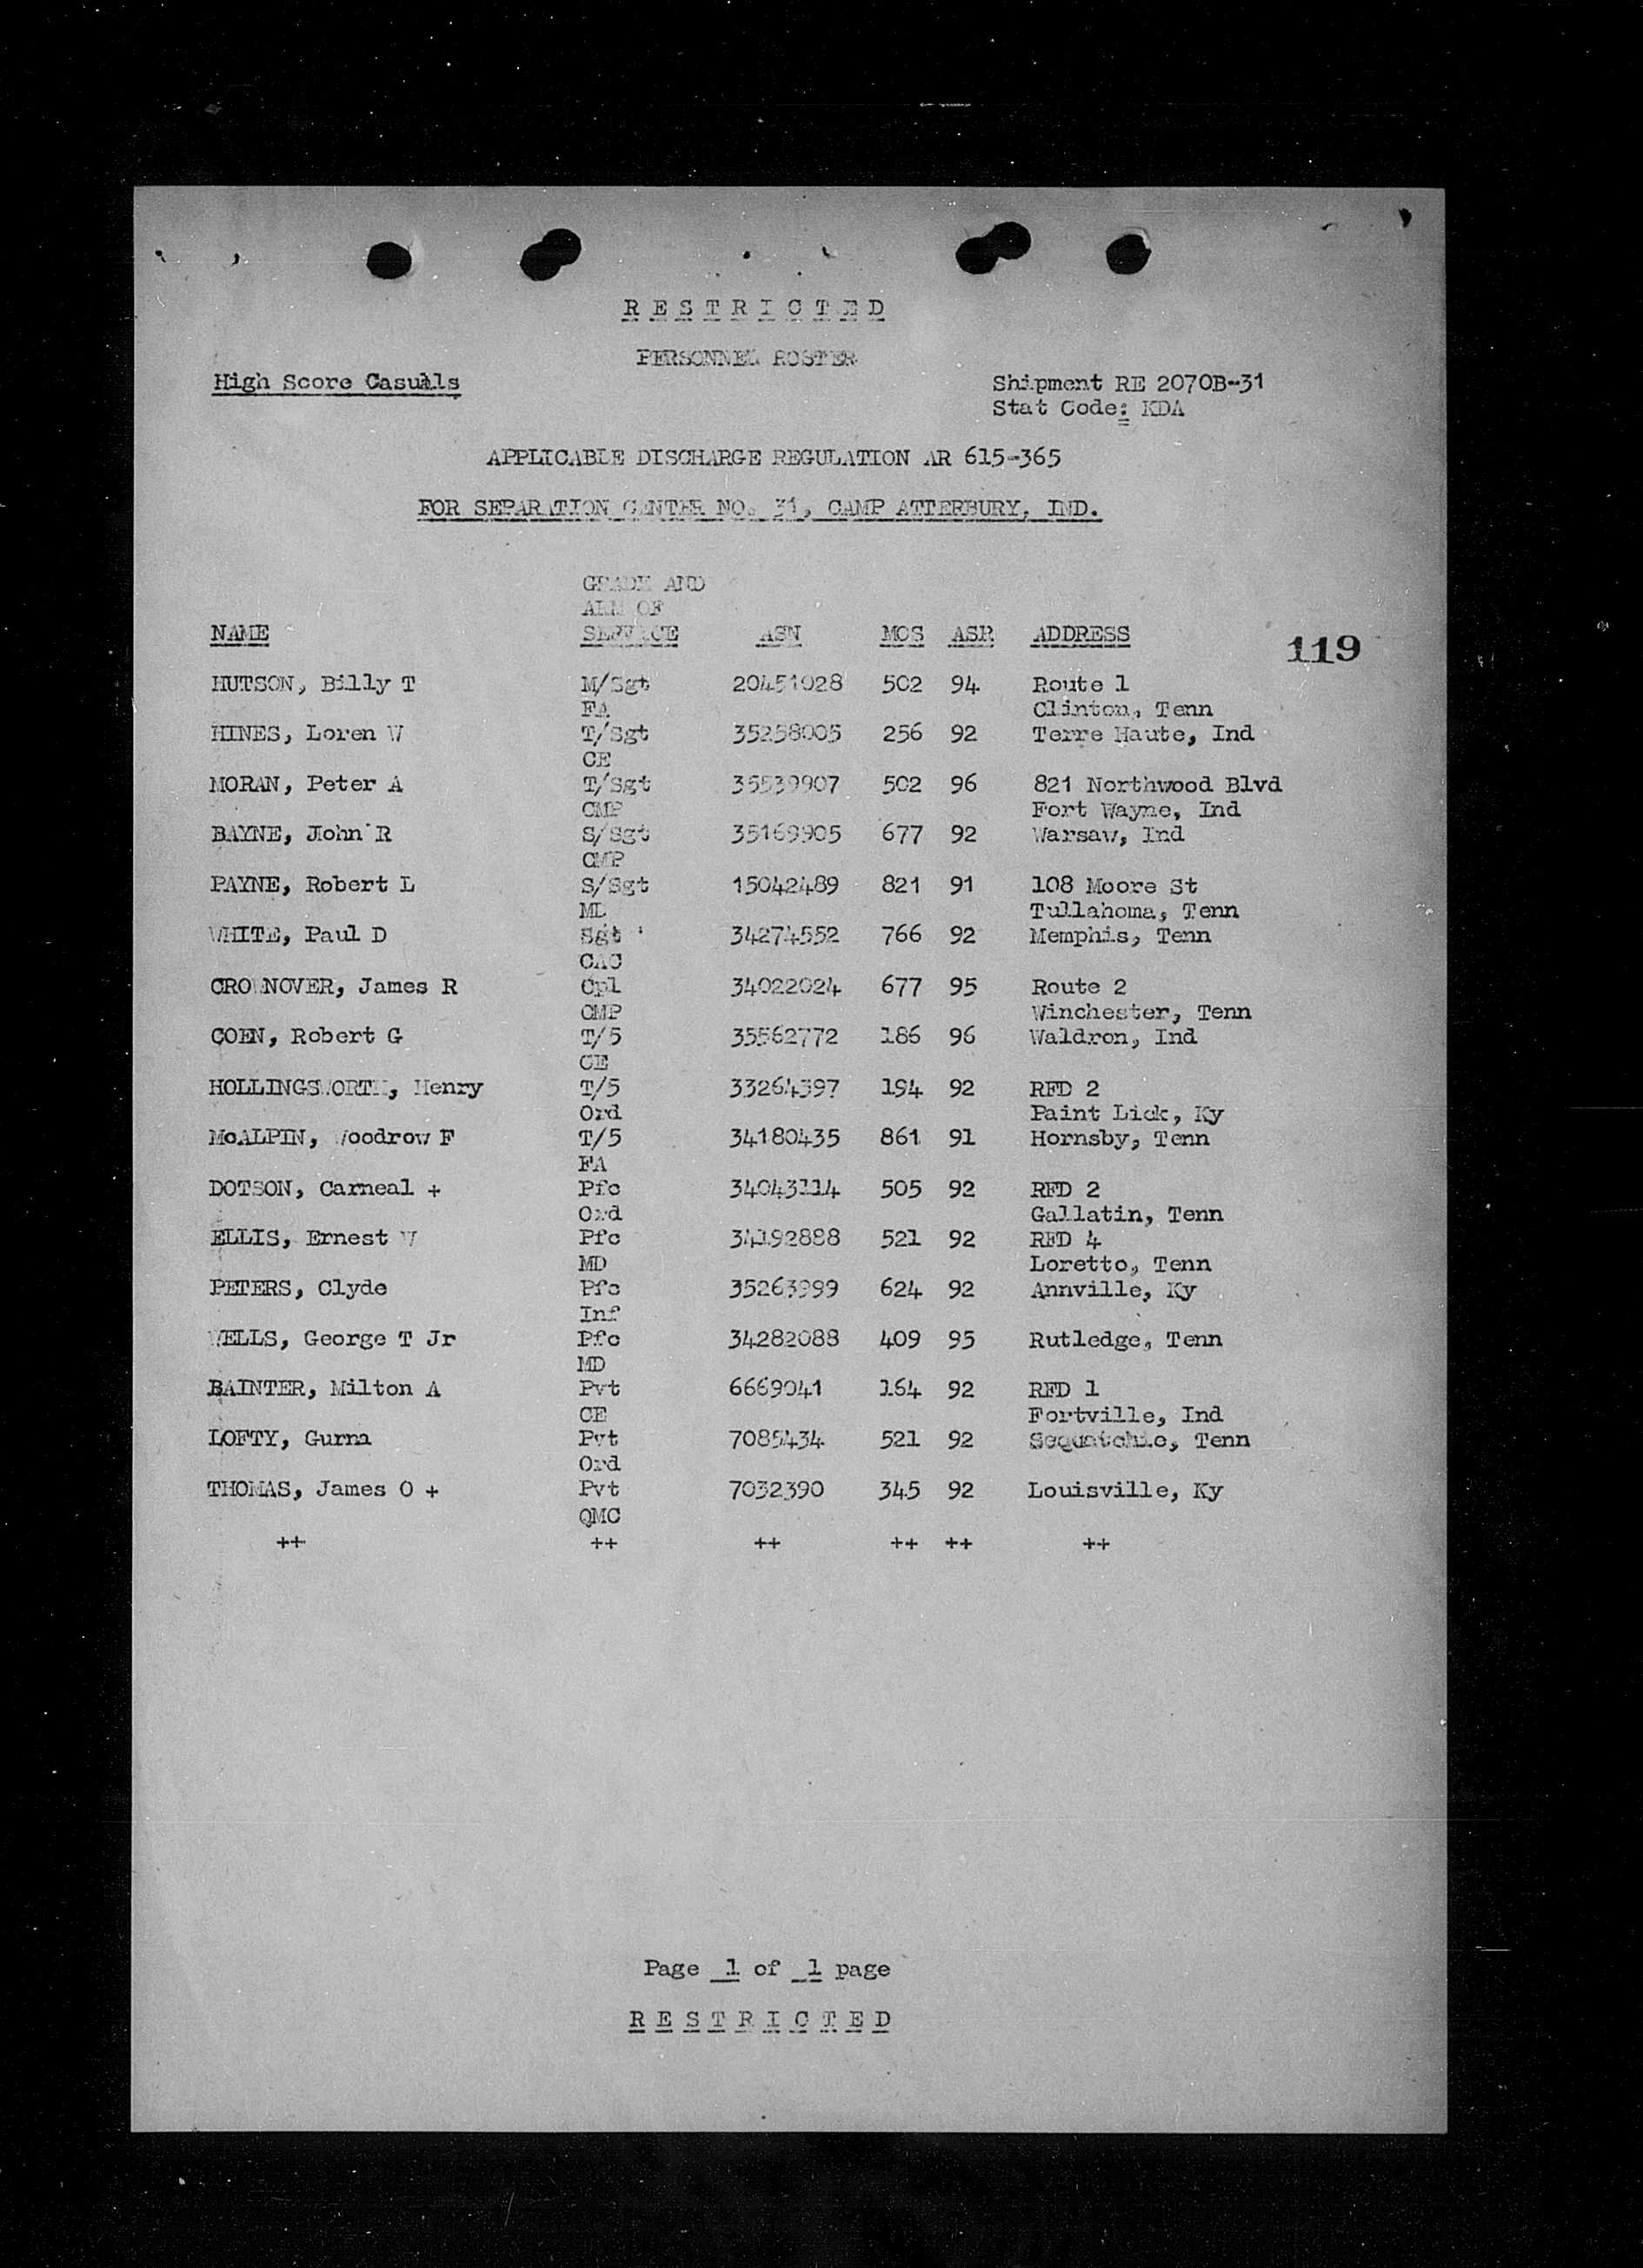 R E S T R I C T E D
PERSONNEL ROSTER
High Score Casualls
Shipment RE 2070B-31
Stat Code: KDA
APPLICABLE DISCHARGE REGULATION AR 615-365
FOR SEPARATION CENTER NO. 31, CAMP ATTERBURY, IND.
GRADE AND
ARM OF
NAME SERVICE ASN MOS ASR ADDRESS
119
HUTSON, Billy T M/Sgt 20451028 502 94 Route 1
FA Clinton, Tenn
HINES, Loren W T/Sgt 35258005 256 92 Terre Haute, Ind
CE
MORAN, Peter A T/Sgt 35539907 502 96 821 Northwood Blvd
CMP Fort Wayne, Ind
BAYNE, John R S/Sgt 35169905 677 92 Warsaw, Ind
CMP
PAYNE, Robert L S/Sgt 15042489 821 91 108 Moore St
MD Tullahoma, Tenn
WHITE, Paul D Sgt 34274552 766 92 Memphis, Tenn
CAC
CROWNOVER, James R Cpl 34022024 677 95 Route 2
CMP Winchester, Tenn
COEN, Robert G T/5 35562772 186 96 Waldron, Ind
CE
HOLLINGSWORTH, Henry T/5 33264397 194 92 RFD 2
Ord Paint Lick, Ky
McALPIN, Woodrow F T/5 34180435 861 91 Hornsby, Tenn
FA
DOTSON, Carneal + Pfc 34043114 505 92 RFD 2
Ord Gallatin, Tenn
ELLIS, Ernest W Pfc 34192888 521 92 RFD 4
MD Loretto, Tenn
PETERS, Clyde Pfc 35263999 624 92 Annville, Ky
Inf
WELLS, George T Jr Pfc 34282088 409 95 Rutledge, Tenn
MD
BAINTER, Milton A Pvt 6669041 164 92 RFD 1
CE Fortville, Ind
LOFTY, Gurna Pvt 7085434 521 92 Sequatchie, Tenn
Ord
THOMAS, James O + Pvt 7032390 345 92 Louisville, Ky
QMC
++ ++ ++ ++ ++ ++
Page 1 of 1 page
R E S T R I C T E D